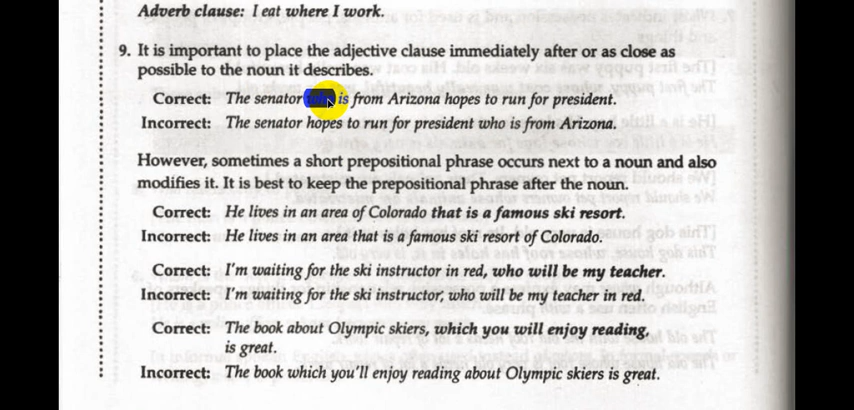 Adverb clause: I eat where I work.
9. It is important to place the adjective clause immediately after or as close as
possible to the noun it describes.
Correct: The senator who is from Arizona hopes to run for president.
Incorrect: The senator hopes to run for president who is from Arizona.
However, sometimes a short prepositional phrase occurs next to a noun and also
modifies it. It is best to keep the prepositional phrase after the noun.
Correct: He lives in an area of Colorado that is a famous ski resort.
Incorrect: He lives in an area that is a famous ski resort of Colorado.
Correct: I'm waiting for the ski instructor in red, who will be my teacher.
Incorrect: I'm waiting for the ski instructor, who will be my teacher in red.
Correct: The book about Olympic skiers, which you will enjoy reading,
is great.
Incorrect: The book which you'll enjoy reading about Olympic skiers is great.